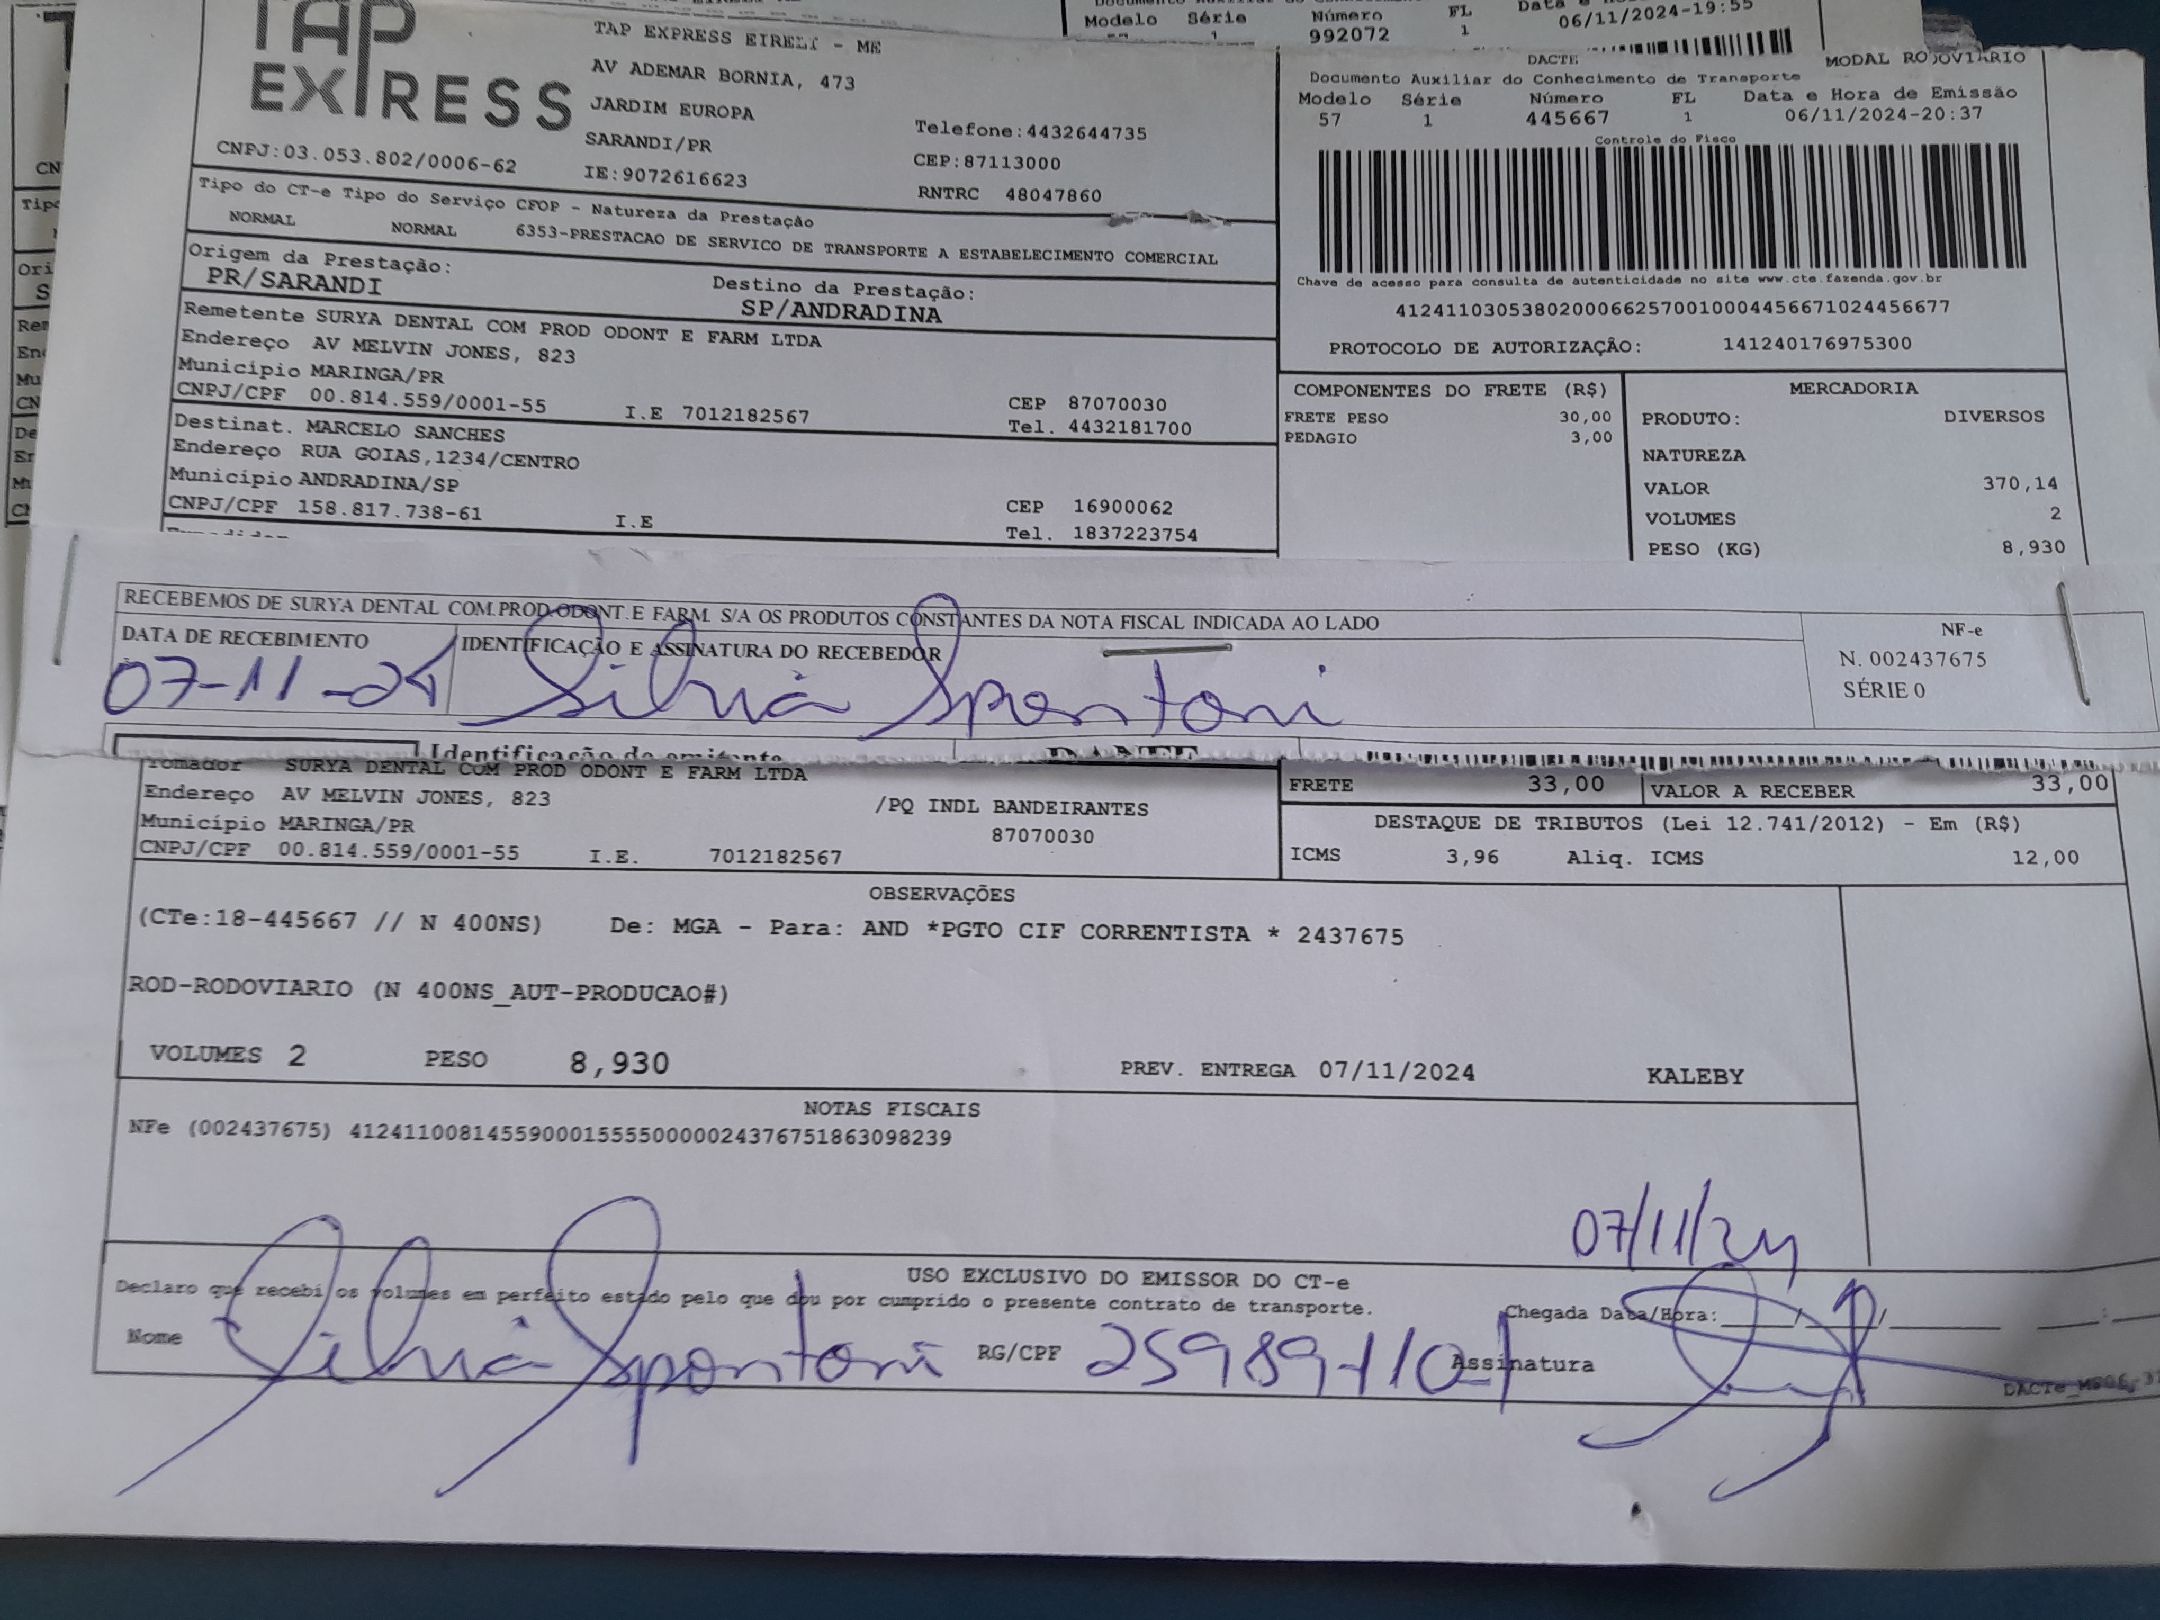 Modelo Série Número FL
1 992072 1 06/11/2024-19:55
TAP
EXPRESS
TAP EXPRESS EIRELI - ME
AV ADEMAR BORNIA, 473
JARDIM EUROPA
SARANDI/PR
IE:9072616623
Telefone:4432644735
CEP:87113000
RNTRC 48047860
CNPJ:03.053.802/0006-62
DACTE MODAL RODOVIÁRIO
Documento Auxiliar do Conhecimento de Transporte
Modelo Série Número FL Data e Hora de Emissão
57 1 445667 1 06/11/2024-20:37
Controle do Fisco
Chave de acesso para consulta de autenticidade no site www.cte.fazenda.gov.br
41241103053802000662570010004456671024456677
PROTOCOLO DE AUTORIZAÇÃO: 141240176975300
Tipo do CT-e Tipo do Serviço CFOP - Natureza da Prestação
NORMAL NORMAL 6353-PRESTACAO DE SERVICO DE TRANSPORTE A ESTABELECIMENTO COMERCIAL
Origem da Prestação: Destino da Prestação:
PR/SARANDI SP/ANDRADINA
Remetente SURYA DENTAL COM PROD ODONT E FARM LTDA
Endereço AV MELVIN JONES, 823
Município MARINGA/PR CEP 87070030
CNPJ/CPF 00.814.559/0001-55 I.E 7012182567 Tel. 4432181700
Destinat. MARCELO SANCHES
Endereço RUA GOIAS,1234/CENTRO
Município ANDRADINA/SP CEP 16900062
CNPJ/CPF 158.817.738-61 I.E Tel. 1837223754
COMPONENTES DO FRETE (R$)
FRETE PESO 30,00
PEDAGIO 3,00
MERCADORIA
PRODUTO: DIVERSOS
NATUREZA
VALOR 370,14
VOLUMES 2
PESO (KG) 8,930
RECEBEMOS DE SURYA DENTAL COM.PROD.ODONT.E FARM. S/A OS PRODUTOS CONSTANTES DA NOTA FISCAL INDICADA AO LADO
DATA DE RECEBIMENTO IDENTIFICAÇÃO E ASSINATURA DO RECEBEDOR
07-11-24 Silvia Spontoni
NF-e
N. 002437675
SÉRIE 0
Identificação do emitente DANFE
Tomador SURYA DENTAL COM PROD ODONT E FARM LTDA
Endereço AV MELVIN JONES, 823 /PQ INDL BANDEIRANTES
Município MARINGA/PR 87070030
CNPJ/CPF 00.814.559/0001-55 I.E. 7012182567
FRETE 33,00 VALOR A RECEBER 33,00
DESTAQUE DE TRIBUTOS (Lei 12.741/2012) - Em (R$)
ICMS 3,96 Aliq. ICMS 12,00
OBSERVAÇÕES
(CTe:18-445667 // N 400NS) De: MGA - Para: AND *PGTO CIF CORRENTISTA * 2437675
ROD-RODOVIARIO (N 400NS_AUT-PRODUCAO#)
VOLUMES 2 PESO 8,930 PREV. ENTREGA 07/11/2024 KALEBY
NOTAS FISCAIS
NFe (002437675) 41241100814559000155550000024376751863098239
07/11/24
USO EXCLUSIVO DO EMISSOR DO CT-e
Declaro que recebi os volumes em perfeito estado pelo que dou por cumprido o presente contrato de transporte.
Chegada Data/Hora:
Nome Silvia Spontoni RG/CPF Assinatura